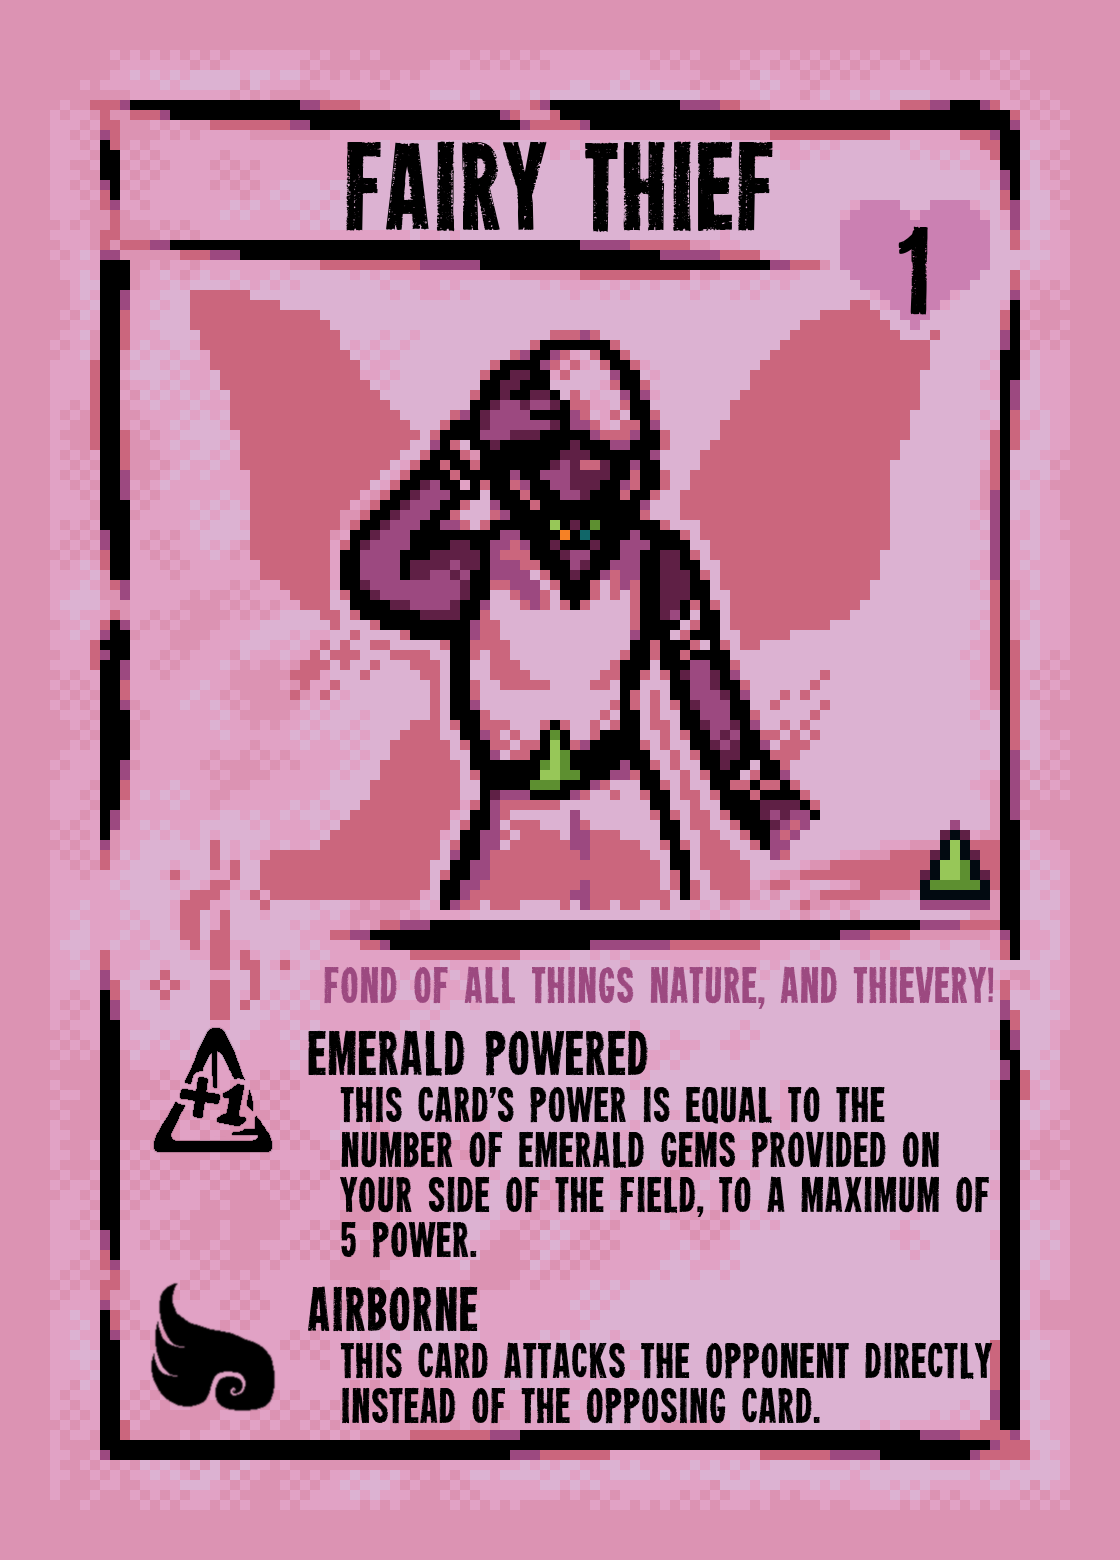 FAIRY THIEF
1
FOND OF ALL THINGS NATURE, AND THIEVERY!
EMERALD POWERED
+1
THIS CARD'S POWER IS EQUAL TO THE
NUMBER OF EMERALD GEMS PROVIDED ON
YOUR SIDE OF THE FIELD, TO A MAXIMUM OF
5 POWER.
AIRBORNE
THIS CARD ATTACKS THE OPPONENT DIRECTLY
INSTEAD OF THE OPPOSING CARD.